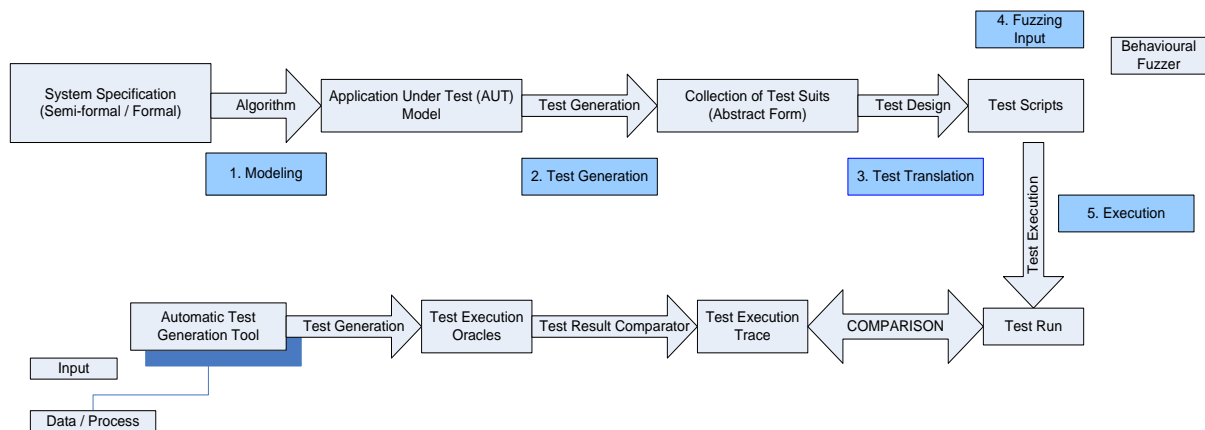 4. Fuzzing
Input
Behavioural
Fuzzer
System Specification
(Semi-formal / Formal)
Algorithm
Application Under Test (AUT)
Model
Test Generation
Collection of Test Suits
(Abstract Form)
Test Design
Test Scripts
1. Modeling
2. Test Generation
3. Test Translation
5. Execution
Test Execution
Automatic Test
Generation Tool
Test Generation
Test Execution
Oracles
Test Result Comparator
Test Execution
Trace
COMPARISON
Test Run
Input
Data / Process